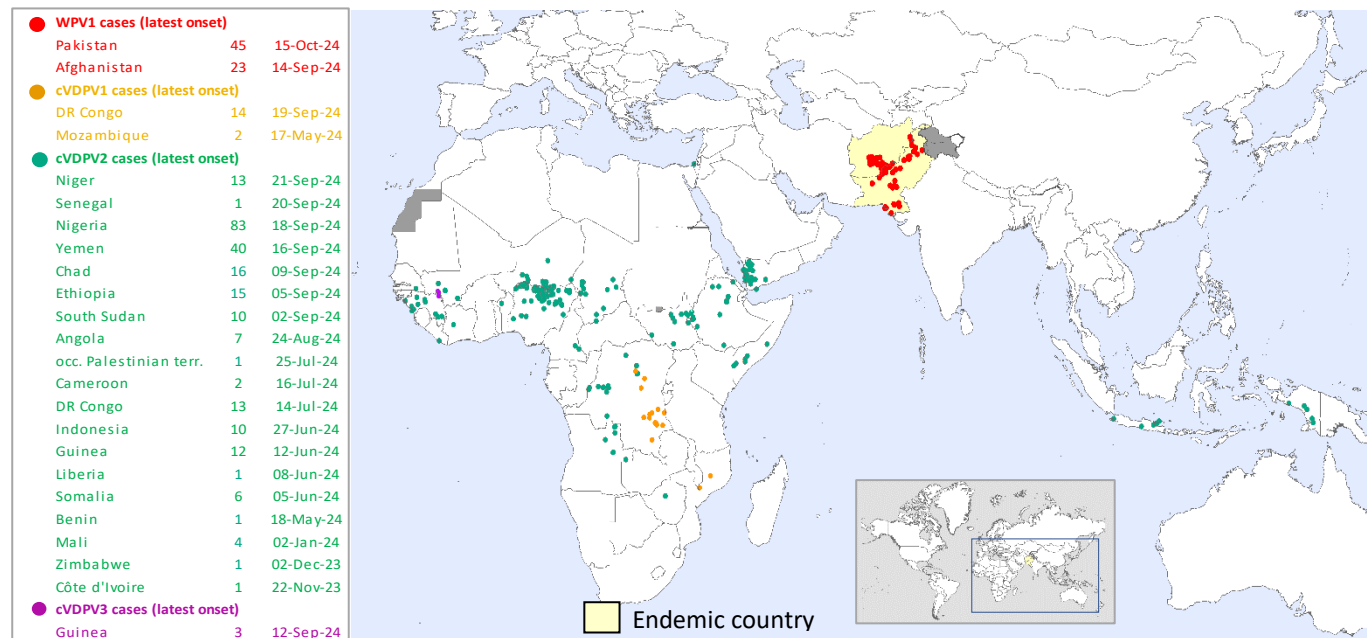 WPV1 cases (latest onset)
Pakistan 45 15-Oct-24
Afghanistan 23 14-Sep-24
cVDPV1 cases (latest onset)
DR Congo 14 19-Sep-24
Mozambique 2 17-May-24
cVDPV2 cases (latest onset)
Niger 13 21-Sep-24
Senegal 1 20-Sep-24
Nigeria 83 18-Sep-24
Yemen 40 16-Sep-24
Chad 16 09-Sep-24
Ethiopia 15 05-Sep-24
South Sudan 10 02-Sep-24
Angola 7 24-Aug-24
occ. Palestinian terr. 1 25-Jul-24
Cameroon 2 16-Jul-24
DR Congo 13 14-Jul-24
Indonesia 10 27-Jun-24
Guinea 12 12-Jun-24
Liberia 1 08-Jun-24
Somalia 6 05-Jun-24
Benin 1 18-May-24
Mali 4 02-Jan-24
Zimbabwe 1 02-Dec-23
Côte d'Ivoire 1 22-Nov-23
cVDPV3 cases (latest onset)
Guinea 3 12-Sep-24
Endemic country